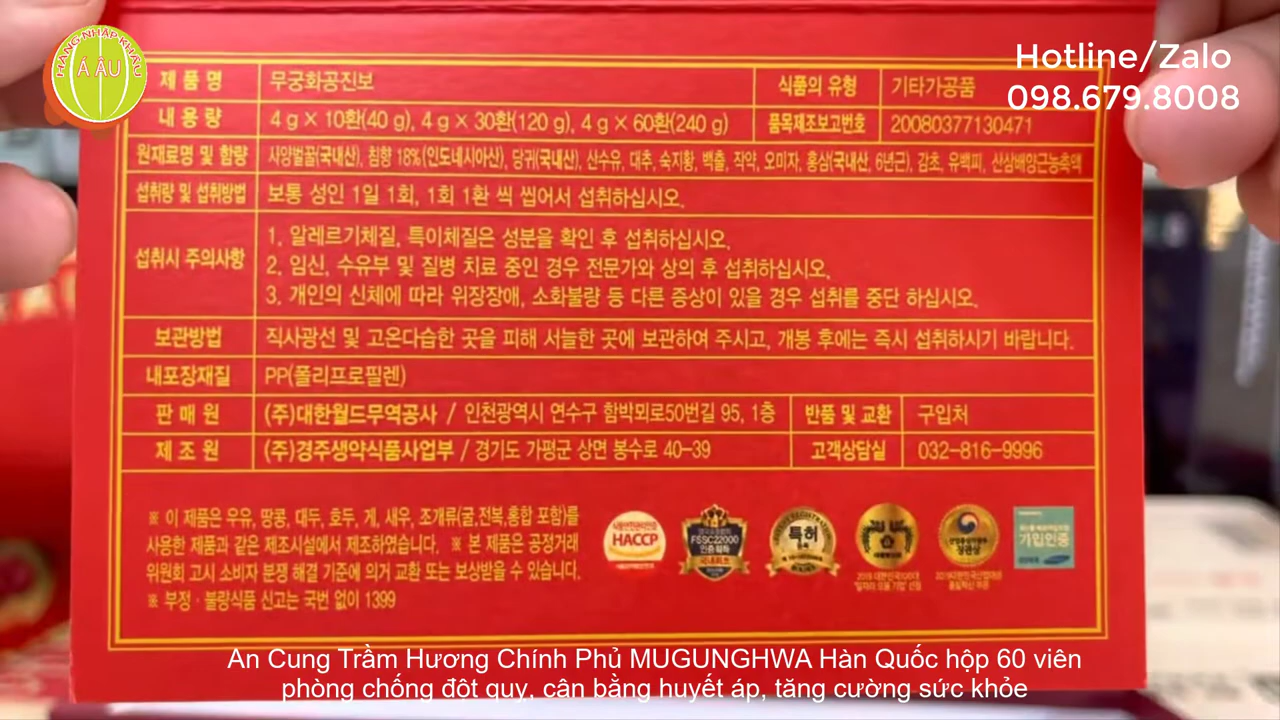 HÀNG NHẬP KHẨU
Á ÂU
Hotline/Zalo
098.679.8008
제 품 명 무궁화공진보 식품의 유형 기타가공품
내 용 량 4 g × 10환(40 g), 4 g × 30환(120 g), 4 g × 60환(240 g) 품목제조보고번호 20080377130471
원재료명 및 함량 사양벌꿀(국내산), 침향 18%(인도네시아산), 당귀(국내산), 산수유, 대추, 숙지황, 백출, 작약, 오미자, 홍삼(국내산, 6년근), 감초, 유백피, 산삼배양근농축액
섭취량 및 섭취방법 보통 성인 1일 1회, 1회 1환 씩 씹어서 섭취하십시오.
섭취시 주의사항
1. 알레르기체질, 특이체질은 성분을 확인 후 섭취하십시오.
2. 임신, 수유부 및 질병 치료 중인 경우 전문가와 상의 후 섭취하십시오.
3. 개인의 신체에 따라 위장장애, 소화불량 등 다른 증상이 있을 경우 섭취를 중단 하십시오.
보관방법 직사광선 및 고온다습한 곳을 피해 서늘한 곳에 보관하여 주시고, 개봉 후에는 즉시 섭취하시기 바랍니다.
내포장재질 PP(폴리프로필렌)
판 매 원 (주)대한월드무역공사 / 인천광역시 연수구 함박뫼로50번길 95, 1층 반품 및 교환 구입처
제 조 원 (주)경주생약식품사업부 / 경기도 가평군 상면 봉수로 40-39 고객상담실 032-816-9996
※ 이 제품은 우유, 땅콩, 대두, 호두, 게, 새우, 조개류(굴,전복,홍합 포함)를
사용한 제품과 같은 제조시설에서 제조하였습니다. ※ 본 제품은 공정거래
위원회 고시 소비자 분쟁 해결 기준에 의거 교환 또는 보상받을 수 있습니다.
※ 부정 · 불량식품 신고는 국번 없이 1399
HACCP
FSSC22000
특허
가입인증
An Cung Trầm Hương Chính Phủ MUGUNGHWA Hàn Quốc hộp 60 viên
phòng chống đột quỵ, cân bằng huyết áp, tăng cường sức khỏe